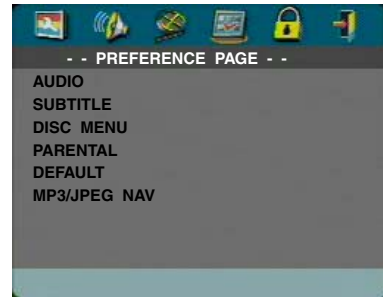 - - PREFERENCE PAGE - -
AUDIO
SUBTITLE
DISC MENU
PARENTAL
DEFAULT
MP3/JPEG NAV